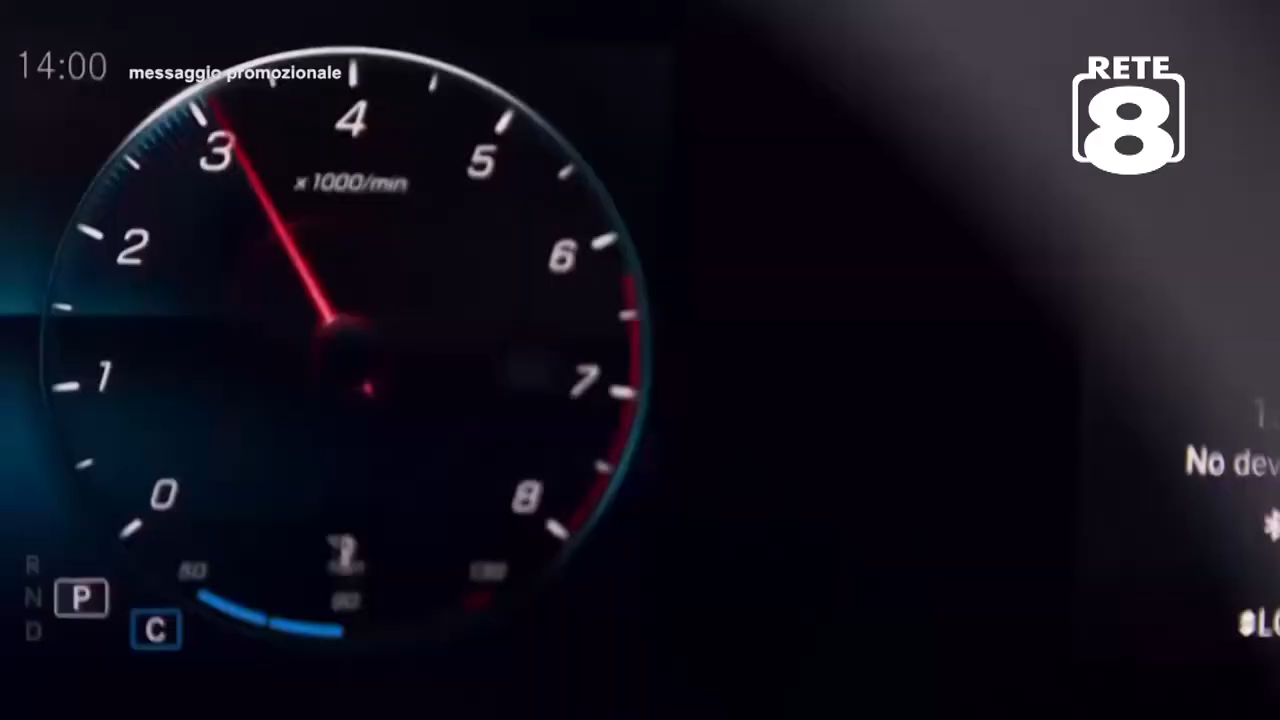 14:00
messaggio promozionale
RETE
8
4
3
5
x1000/min
2
6
1
7
0
8
No dev
R
N
P
D
C